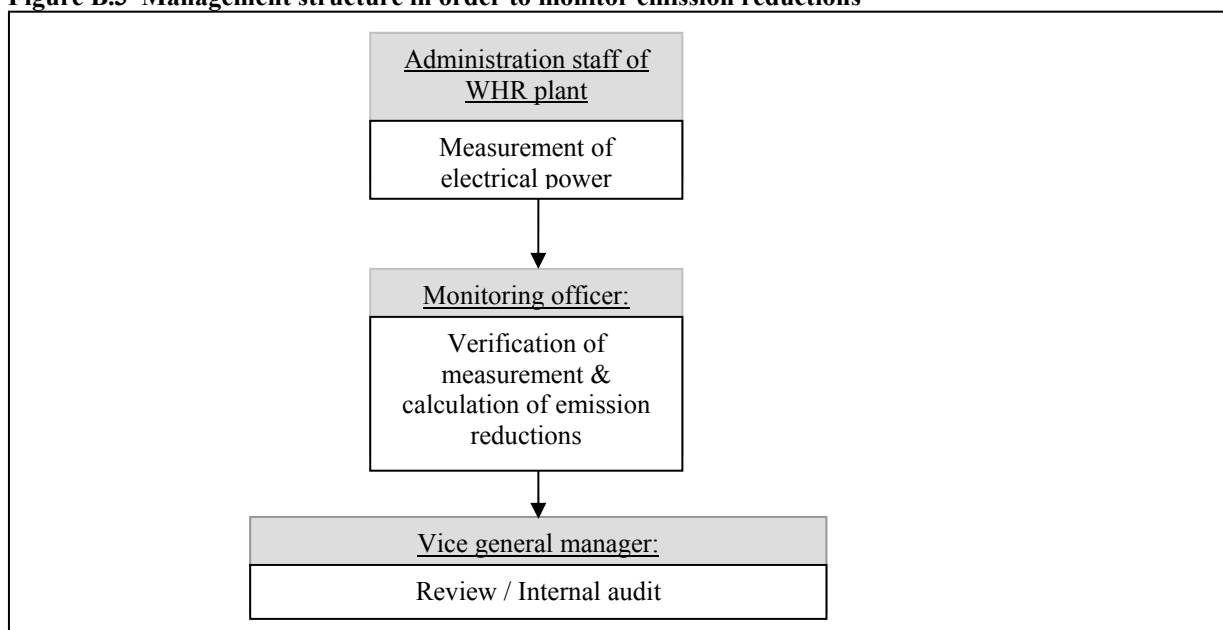 Figure B.3 Management structure in order to monitor emission reductions
Administration staff of
WHR plant
Measurement of
electrical power
Monitoring officer:
Verification of
measurement &
calculation of emission
reductions
Vice general manager:
Review / Internal audit